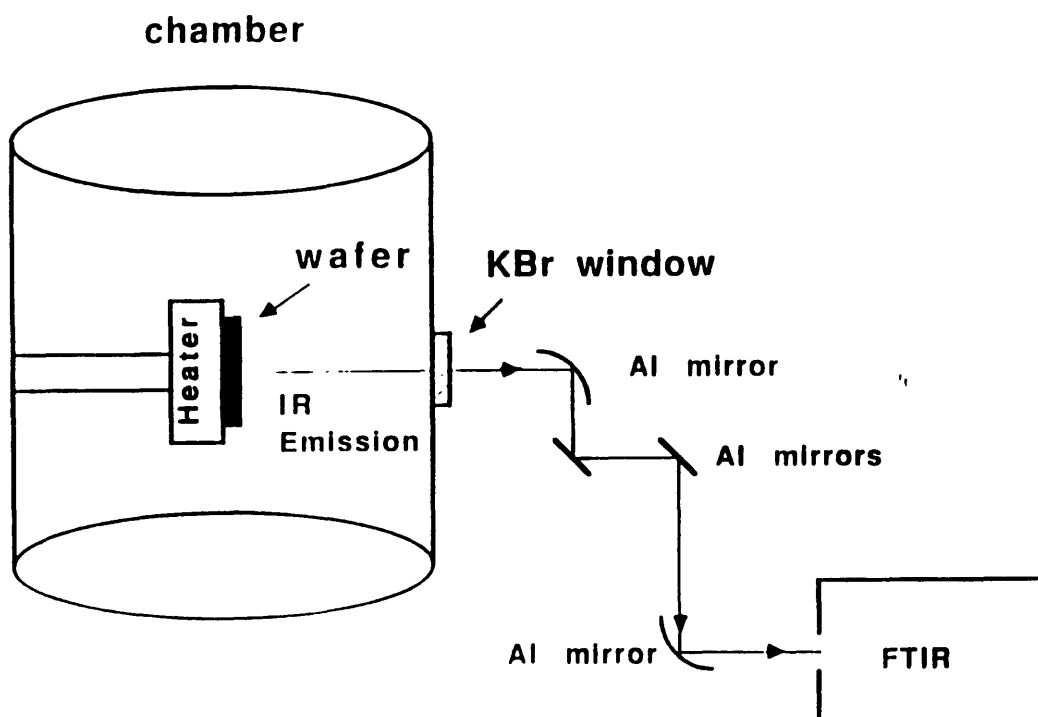 chamber
wafer
KBr window
Heater
IR
Emission
Al mirror
Al mirrors
Al mirror
FTIR